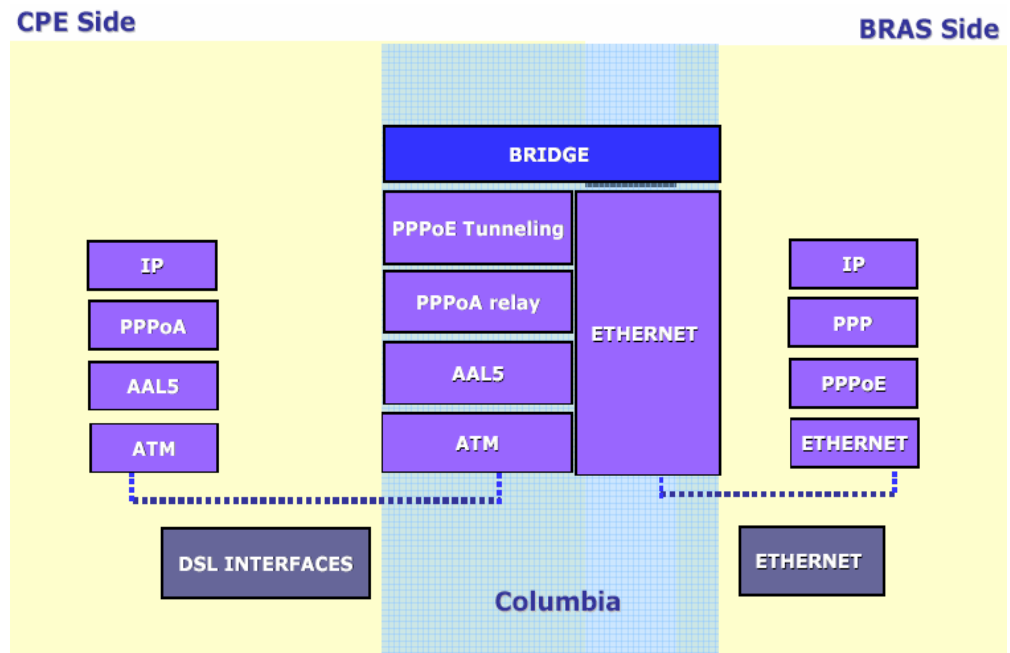 CPE Side
BRAS Side
BRIDGE
PPPoE Tunneling
PPPoA relay
AAL5
ATM
ETHERNET
IP
PPPoA
AAL5
ATM
IP
PPP
PPPoE
ETHERNET
DSL INTERFACES
ETHERNET
Columbia